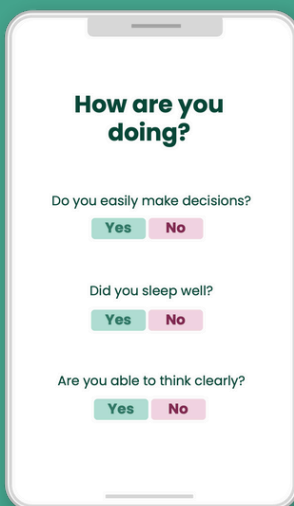 How are you
doing?
Do you easily make decisions?
Yes No
Did you sleep well?
Yes No
Are you able to think clearly?
Yes No